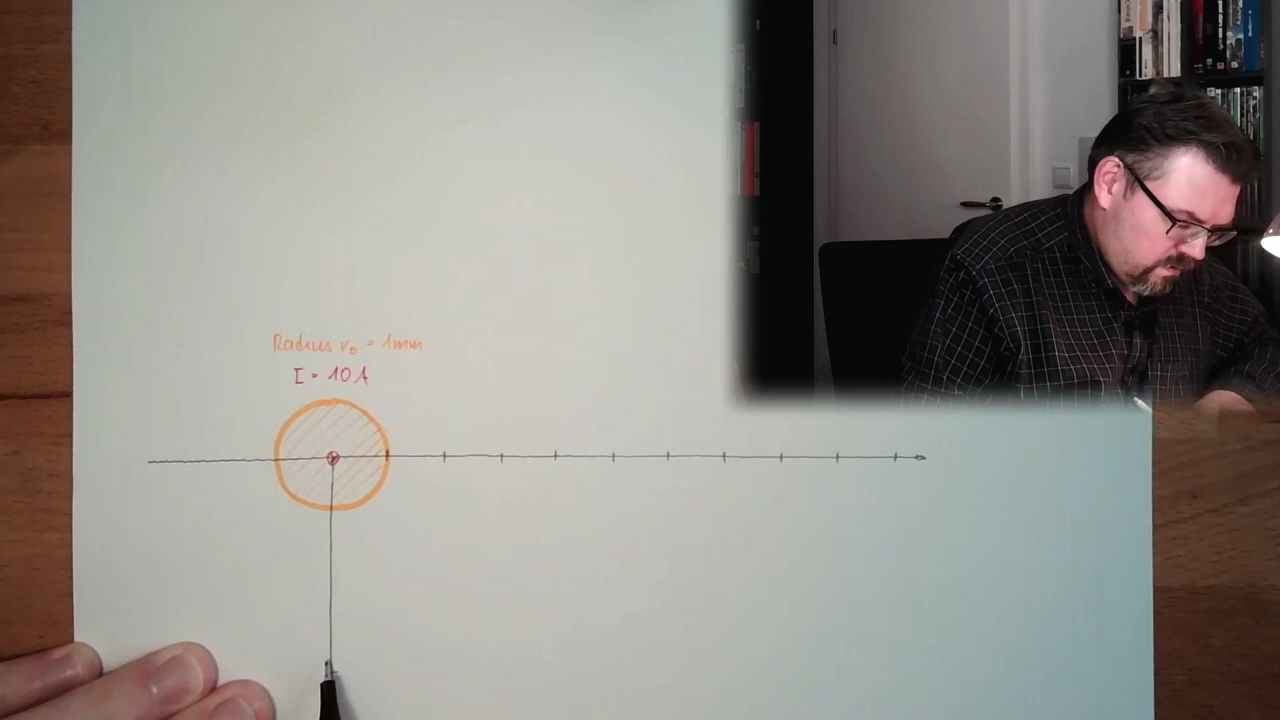 Radius r₀ = 1mm
I = 10 A